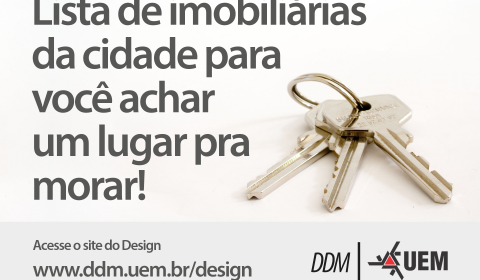 Lista de imobiliárias
da cidade para
você achar
um lugar pra
morar!
Acesse o site do Design
www.ddm.uem.br/design
DDM
UEM